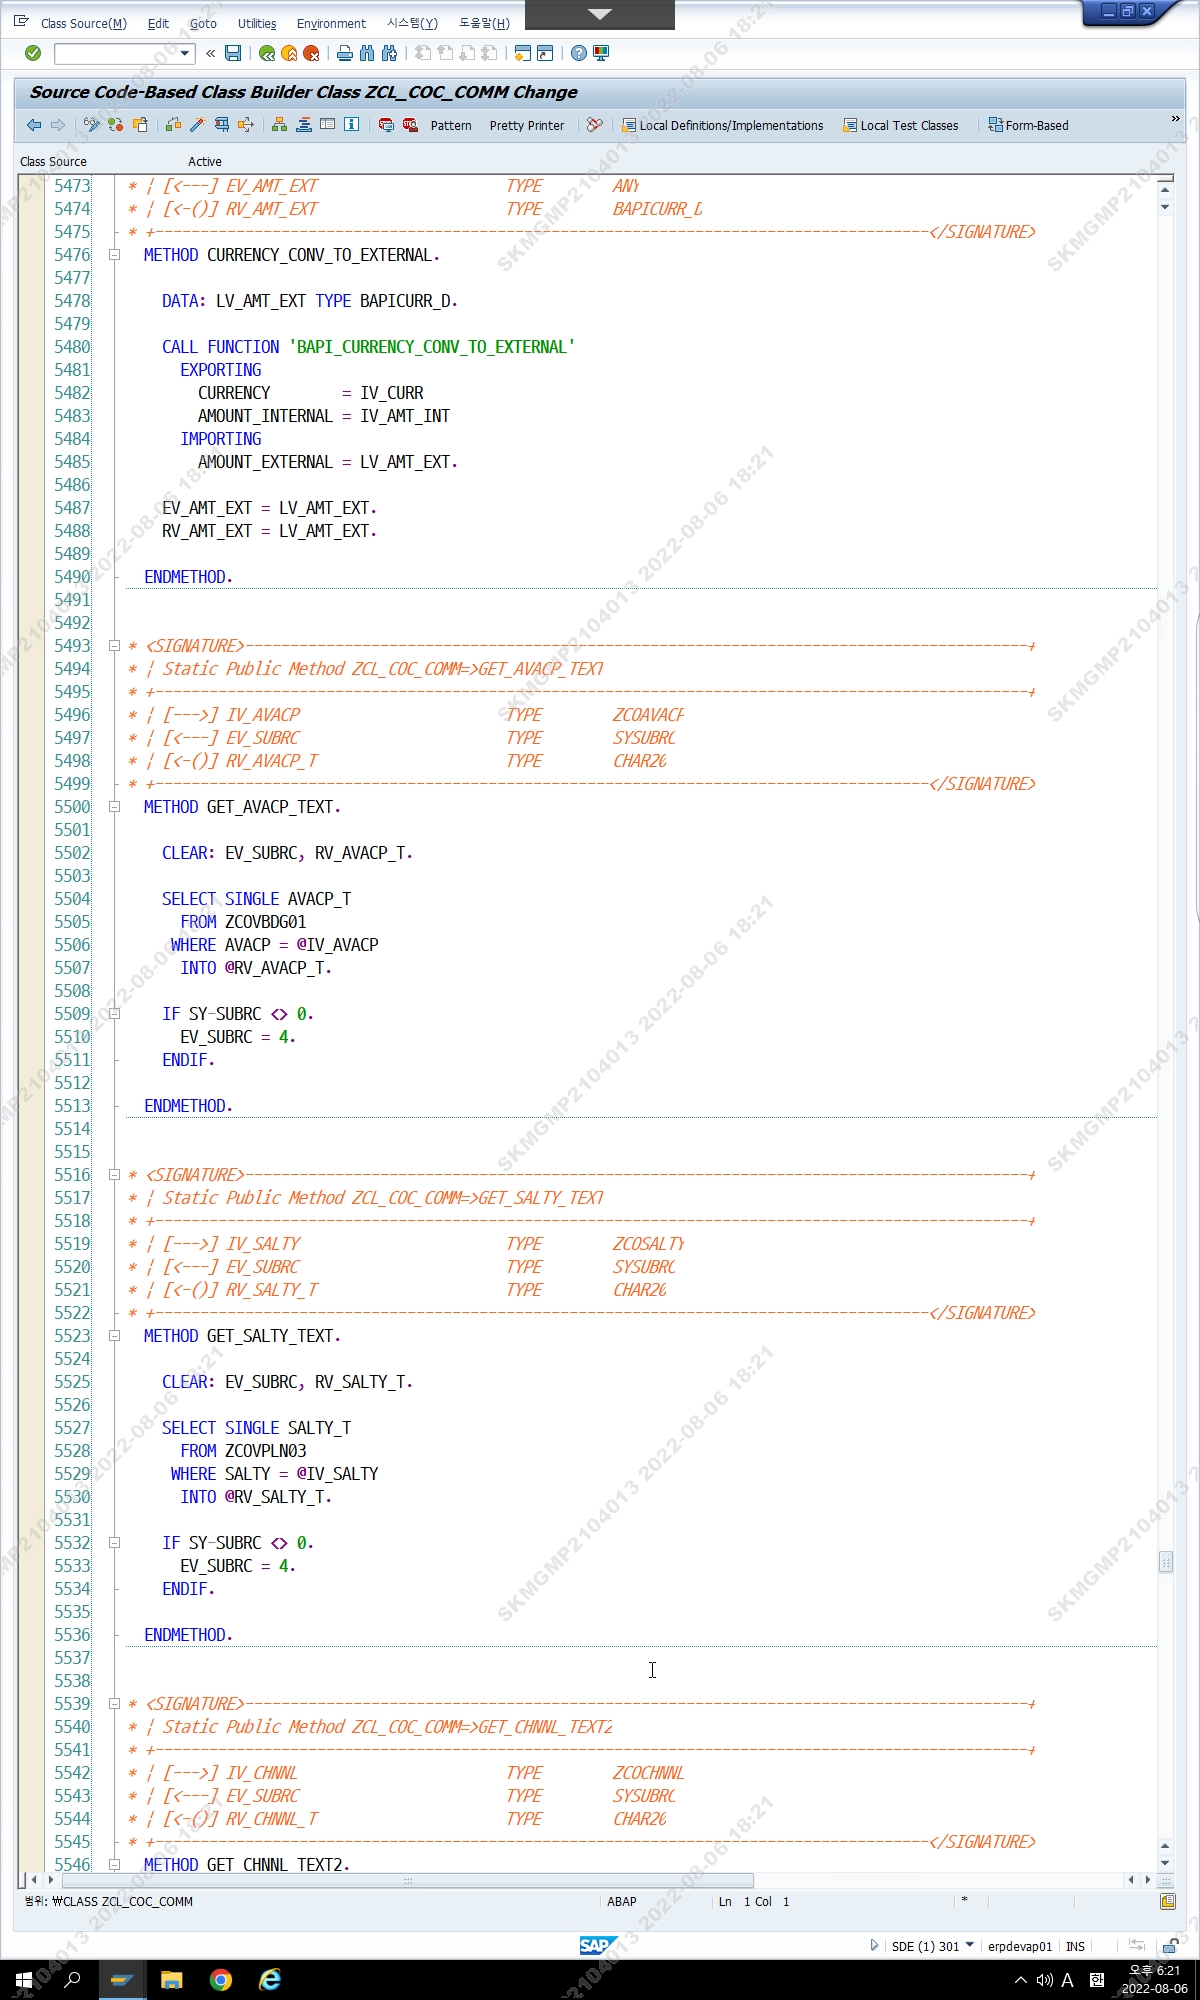 Class Source(M) Edit Goto Utilities Environment 시스템(Y) 도움말(H)
Source Code-Based Class Builder Class ZCL_COC_COMM Change
Pattern Pretty Printer Local Definitions/Implementations Local Test Classes Form-Based »
Class Source Active
5473 * ¦ [<---] EV_AMT_EXT TYPE ANY
5474 * ¦ [<-()] RV_AMT_EXT TYPE BAPICURR_D
5475 * +--------------------------------------------------------------------------------------</SIGNATURE>
5476 METHOD CURRENCY_CONV_TO_EXTERNAL.
5477
5478 DATA: LV_AMT_EXT TYPE BAPICURR_D.
5479
5480 CALL FUNCTION 'BAPI_CURRENCY_CONV_TO_EXTERNAL'
5481 EXPORTING
5482 CURRENCY = IV_CURR
5483 AMOUNT_INTERNAL = IV_AMT_INT
5484 IMPORTING
5485 AMOUNT_EXTERNAL = LV_AMT_EXT.
5486
5487 EV_AMT_EXT = LV_AMT_EXT.
5488 RV_AMT_EXT = LV_AMT_EXT.
5489
5490 ENDMETHOD.
5491
5492
5493 * <SIGNATURE>---------------------------------------------------------------------------------------+
5494 * ¦ Static Public Method ZCL_COC_COMM=>GET_AVACP_TEXT
5495 * +-------------------------------------------------------------------------------------------------+
5496 * ¦ [--->] IV_AVACP TYPE ZCOAVACP
5497 * ¦ [<---] EV_SUBRC TYPE SYSUBRC
5498 * ¦ [<-()] RV_AVACP_T TYPE CHAR20
5499 * +--------------------------------------------------------------------------------------</SIGNATURE>
5500 METHOD GET_AVACP_TEXT.
5501
5502 CLEAR: EV_SUBRC, RV_AVACP_T.
5503
5504 SELECT SINGLE AVACP_T
5505 FROM ZCOVBDG01
5506 WHERE AVACP = @IV_AVACP
5507 INTO @RV_AVACP_T.
5508
5509 IF SY-SUBRC <> 0.
5510 EV_SUBRC = 4.
5511 ENDIF.
5512
5513 ENDMETHOD.
5514
5515
5516 * <SIGNATURE>---------------------------------------------------------------------------------------+
5517 * ¦ Static Public Method ZCL_COC_COMM=>GET_SALTY_TEXT
5518 * +-------------------------------------------------------------------------------------------------+
5519 * ¦ [--->] IV_SALTY TYPE ZCOSALTY
5520 * ¦ [<---] EV_SUBRC TYPE SYSUBRC
5521 * ¦ [<-()] RV_SALTY_T TYPE CHAR20
5522 * +--------------------------------------------------------------------------------------</SIGNATURE>
5523 METHOD GET_SALTY_TEXT.
5524
5525 CLEAR: EV_SUBRC, RV_SALTY_T.
5526
5527 SELECT SINGLE SALTY_T
5528 FROM ZCOVPLN03
5529 WHERE SALTY = @IV_SALTY
5530 INTO @RV_SALTY_T.
5531
5532 IF SY-SUBRC <> 0.
5533 EV_SUBRC = 4.
5534 ENDIF.
5535
5536 ENDMETHOD.
5537
5538
5539 * <SIGNATURE>---------------------------------------------------------------------------------------+
5540 * ¦ Static Public Method ZCL_COC_COMM=>GET_CHNNL_TEXT2
5541 * +-------------------------------------------------------------------------------------------------+
5542 * ¦ [--->] IV_CHNNL TYPE ZCOCHNNL
5543 * ¦ [<---] EV_SUBRC TYPE SYSUBRC
5544 * ¦ [<-()] RV_CHNNL_T TYPE CHAR20
5545 * +--------------------------------------------------------------------------------------</SIGNATURE>
5546 METHOD GET_CHNNL_TEXT2.
범위: ₩CLASS ZCL_COC_COMM ABAP Ln 1 Col 1 *
SAP SDE (1) 301 erpdevap01 INS
A 한 오후 6:21
2022-08-06
SKMGMP2104013 2022-08-06 18:21